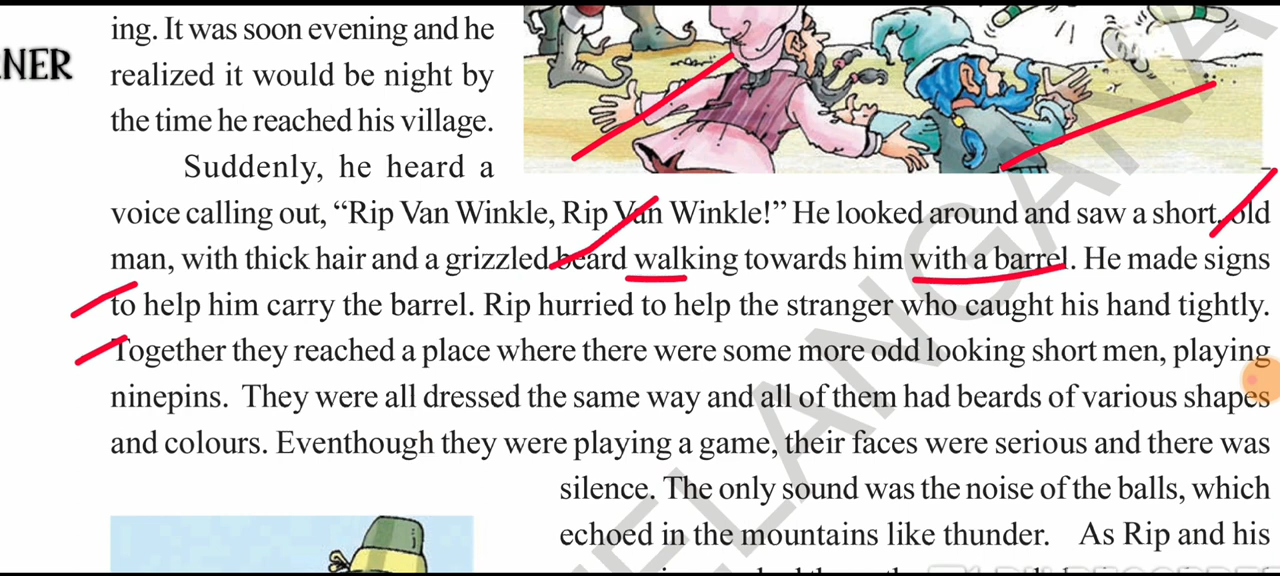 NER
ing. It was soon evening and he
realized it would be night by
the time he reached his village.
Suddenly, he heard a
voice calling out, “Rip Van Winkle, Rip Van Winkle!” He looked around and saw a short, old
man, with thick hair and a grizzled beard walking towards him with a barrel. He made signs
to help him carry the barrel. Rip hurried to help the stranger who caught his hand tightly.
Together they reached a place where there were some more odd looking short men, playing
ninepins. They were all dressed the same way and all of them had beards of various shapes
and colours. Eventhough they were playing a game, their faces were serious and there was
silence. The only sound was the noise of the balls, which
echoed in the mountains like thunder. As Rip and his